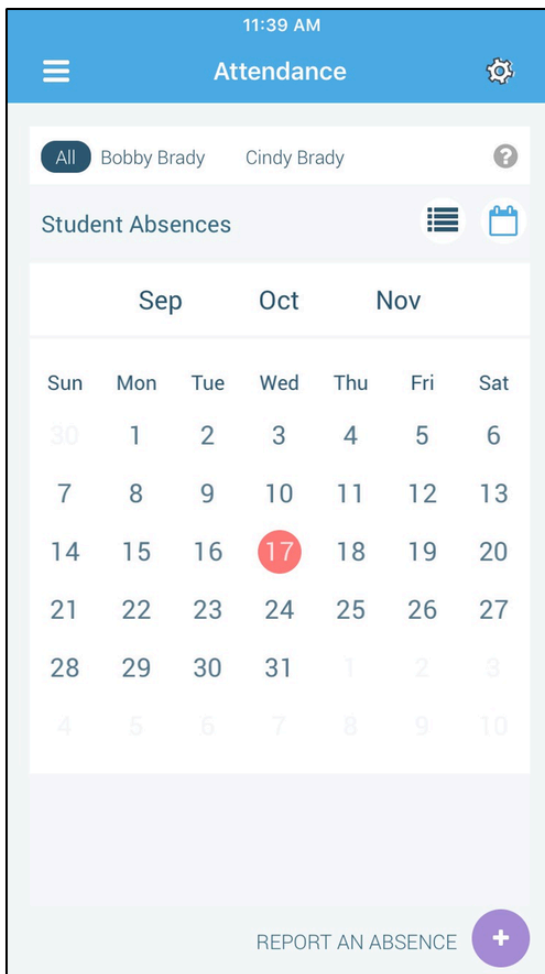 11:39 AM
Attendance
All Bobby Brady Cindy Brady ?
Student Absences
Sep Oct Nov
Sun Mon Tue Wed Thu Fri Sat
30 1 2 3 4 5 6
7 8 9 10 11 12 13
14 15 16 17 18 19 20
21 22 23 24 25 26 27
28 29 30 31 1 2 3
4 5 6 7 8 9 10
REPORT AN ABSENCE +